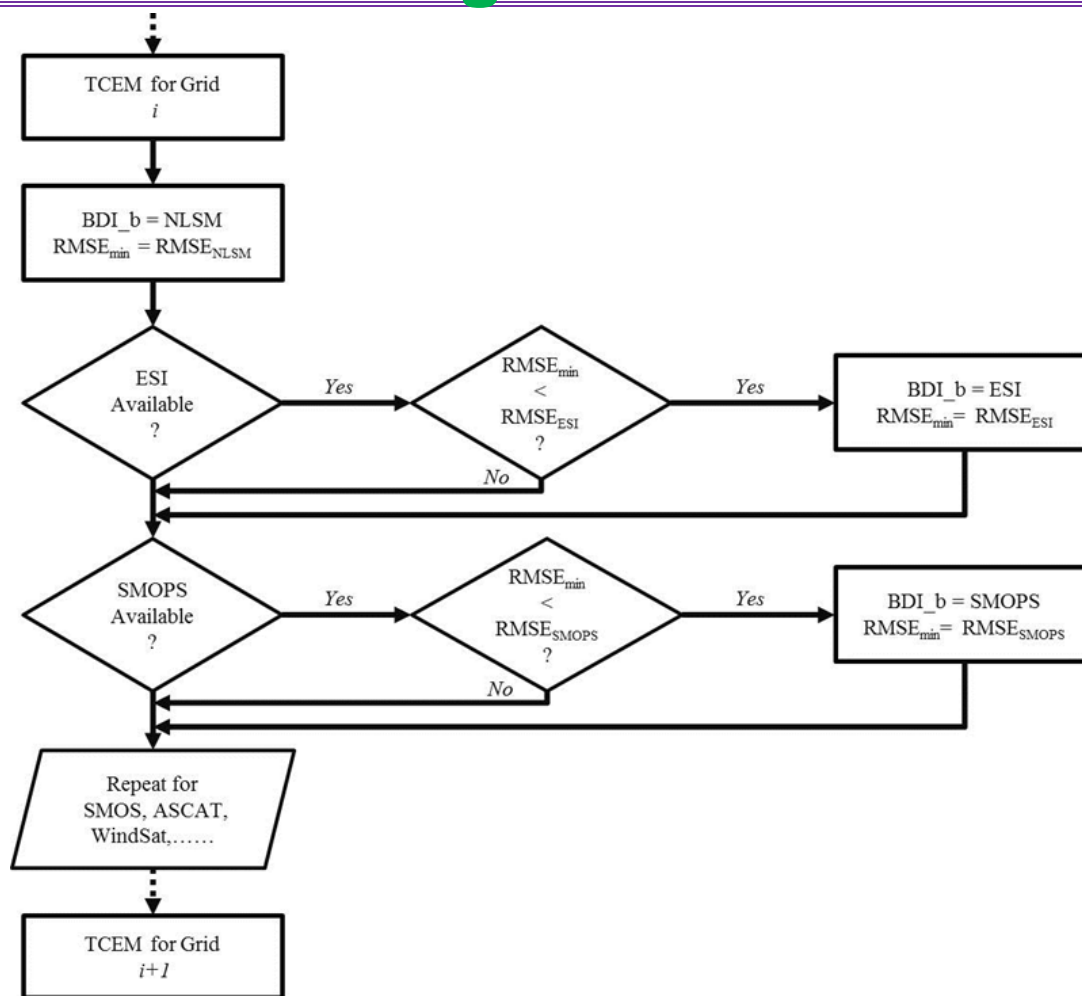 TCEM for Grid
i
BDI_b = NLSM
RMSEmin = RMSENLSM
ESI
Available
?
Yes
RMSEmin
<
RMSEESI
?
Yes
BDI_b = ESI
RMSEmin= RMSEESI
No
SMOPS
Available
?
Yes
RMSEmin
<
RMSESMOPS
?
Yes
BDI_b = SMOPS
RMSEmin= RMSESMOPS
No
Repeat for
SMOS, ASCAT,
WindSat,......
TCEM for Grid
i+1